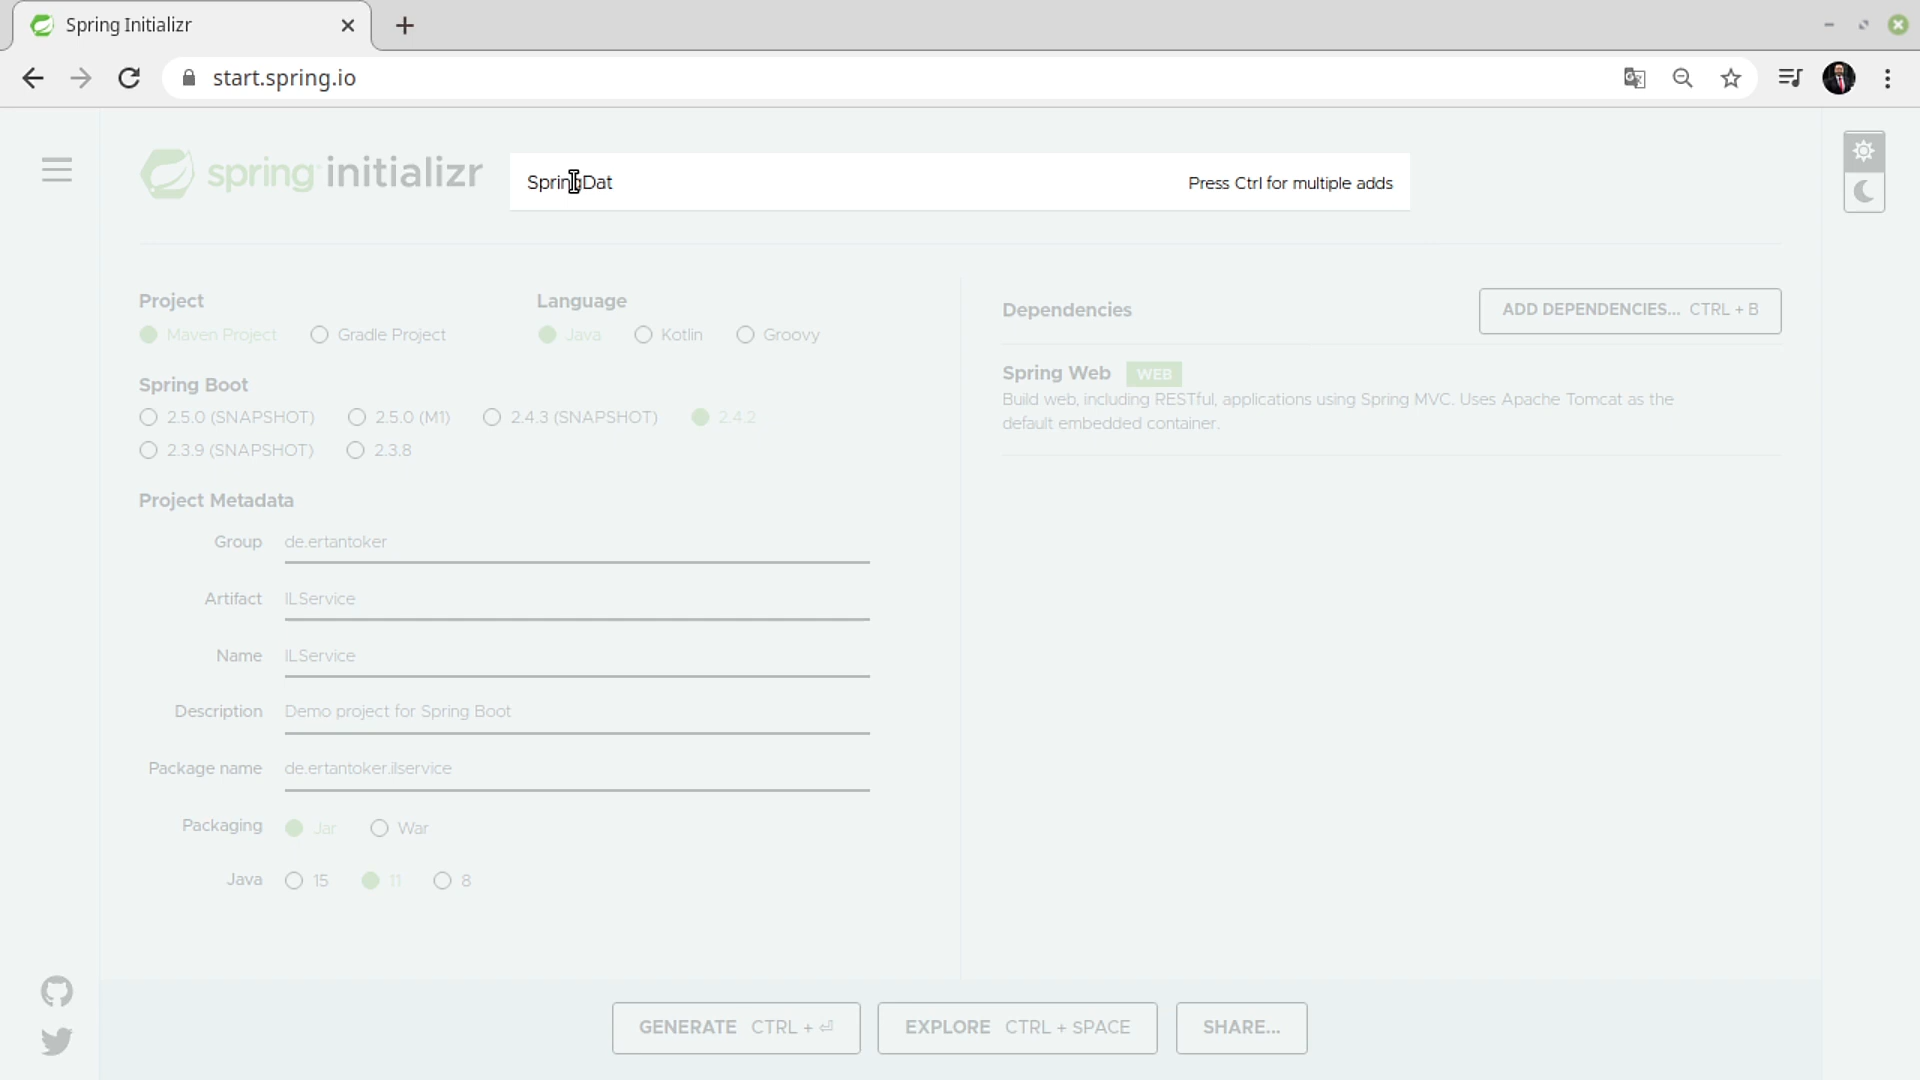 Spring Initializr
start.spring.io
spring initializr
SpringDat
Press Ctrl for multiple adds
Project
Maven Project
Gradle Project
Language
Java
Kotlin
Groovy
Spring Boot
2.5.0 (SNAPSHOT)
2.5.0 (M1)
2.4.3 (SNAPSHOT)
2.4.2
2.3.9 (SNAPSHOT)
2.3.8
Project Metadata
Group
de.ertantoker
Artifact
ILService
Name
ILService
Description
Demo project for Spring Boot
Package name
de.ertantoker.ilservice
Packaging
Jar
War
Java
15
11
8
Dependencies
ADD DEPENDENCIES... CTRL + B
Spring Web
WEB
Build web, including RESTful, applications using Spring MVC. Uses Apache Tomcat as the
default embedded container.
GENERATE CTRL + ⏎
EXPLORE CTRL + SPACE
SHARE...